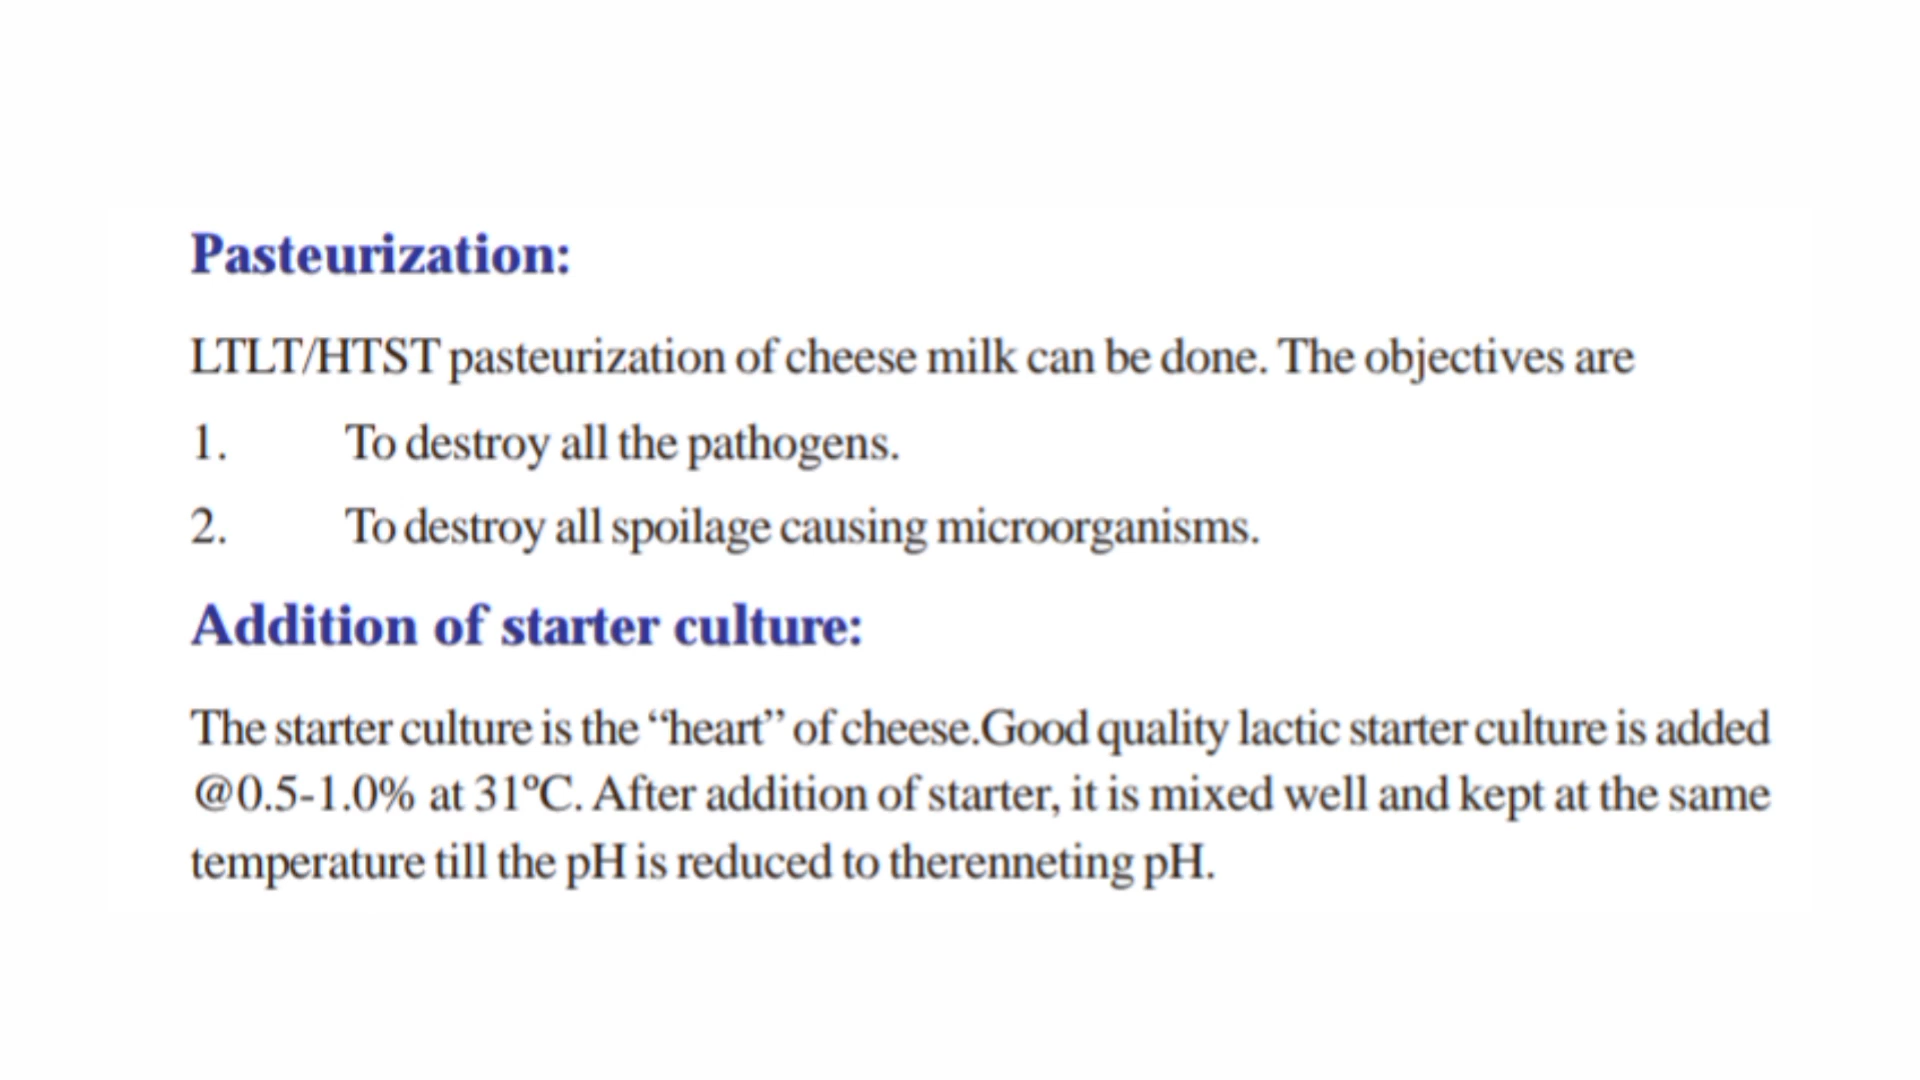 Pasteurization:
LTLT/HTST pasteurization of cheese milk can be done. The objectives are
1. To destroy all the pathogens.
2. To destroy all spoilage causing microorganisms.
Addition of starter culture:
The starter culture is the “heart” of cheese.Good quality lactic starter culture is added
@0.5-1.0% at 31ºC. After addition of starter, it is mixed well and kept at the same
temperature till the pH is reduced to therenneting pH.